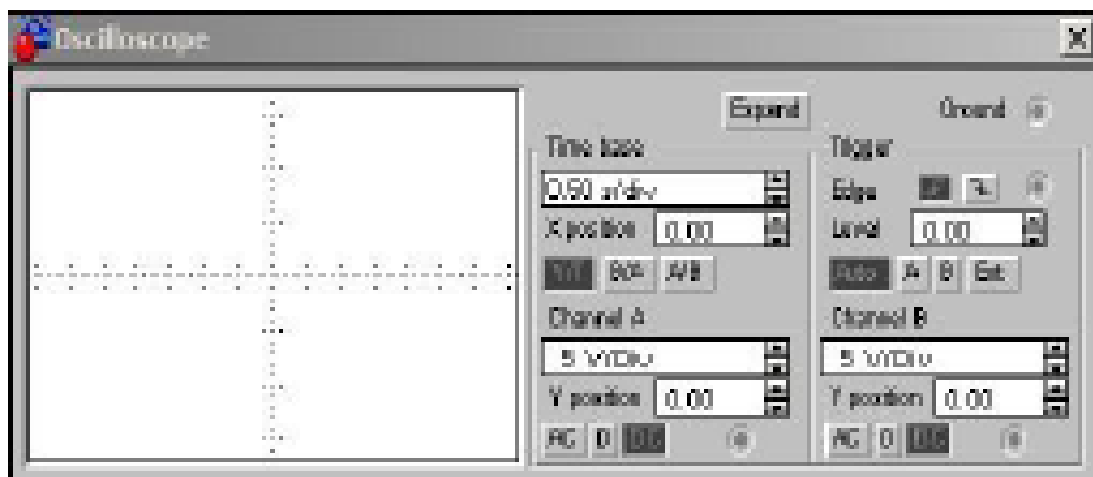 Oscilloscope
Expand Ground
Time base Trigger
0.50 s/div Edge
X position 0.00 Level 0.00
Y/T B/A A/B Auto A B Ext
Channel A Channel B
5 V/Div 5 V/Div
Y position 0.00 Y position 0.00
AC 0 DC AC 0 DC